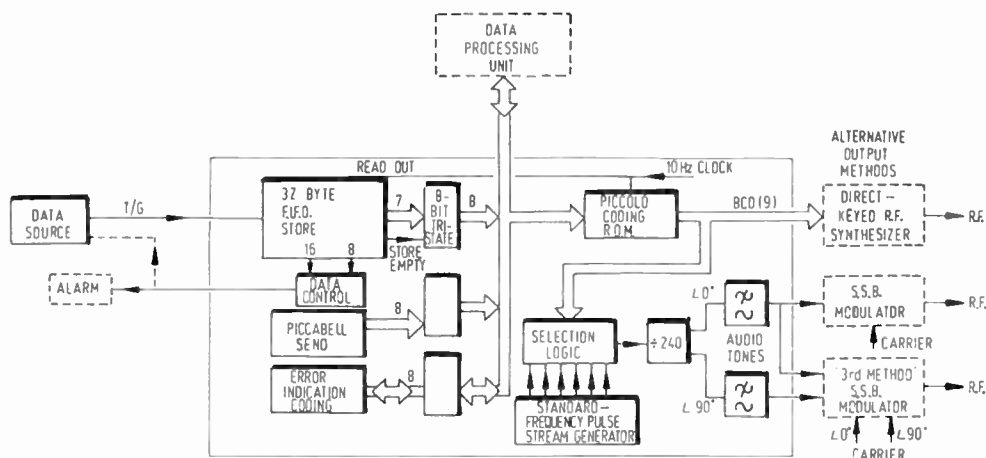 DATA
PROCESSING
UNIT
ALTERNATIVE
OUTPUT
METHODS
READ OUT
10Hz CLOCK
DATA
SOURCE
T/G
32 BYTE
F.I.F.O.
STORE
7
8-
BIT
TRI-
STATE
8
STORE
EMPTY
16
8
PICCOLO
CODING
R.O.M.
BCO(9)
DIRECT-
KEYED R.F.
SYNTHESIZER
R.F.
ALARM
DATA
CONTROL
PICCABELL
SEND
8
ERROR
INDICATION
CODING
8
SELECTION
LOGIC
÷240
∠0°
AUDIO
TONES
∠90°
S.S.B.
MODULATOR
R.F.
CARRIER
"3rd METHOD"
S.S.B.
MODULATOR
R.F.
∠0°
∠90°
CARRIER
STANDARD-
FREQUENCY PULSE
STREAM GENERATOR